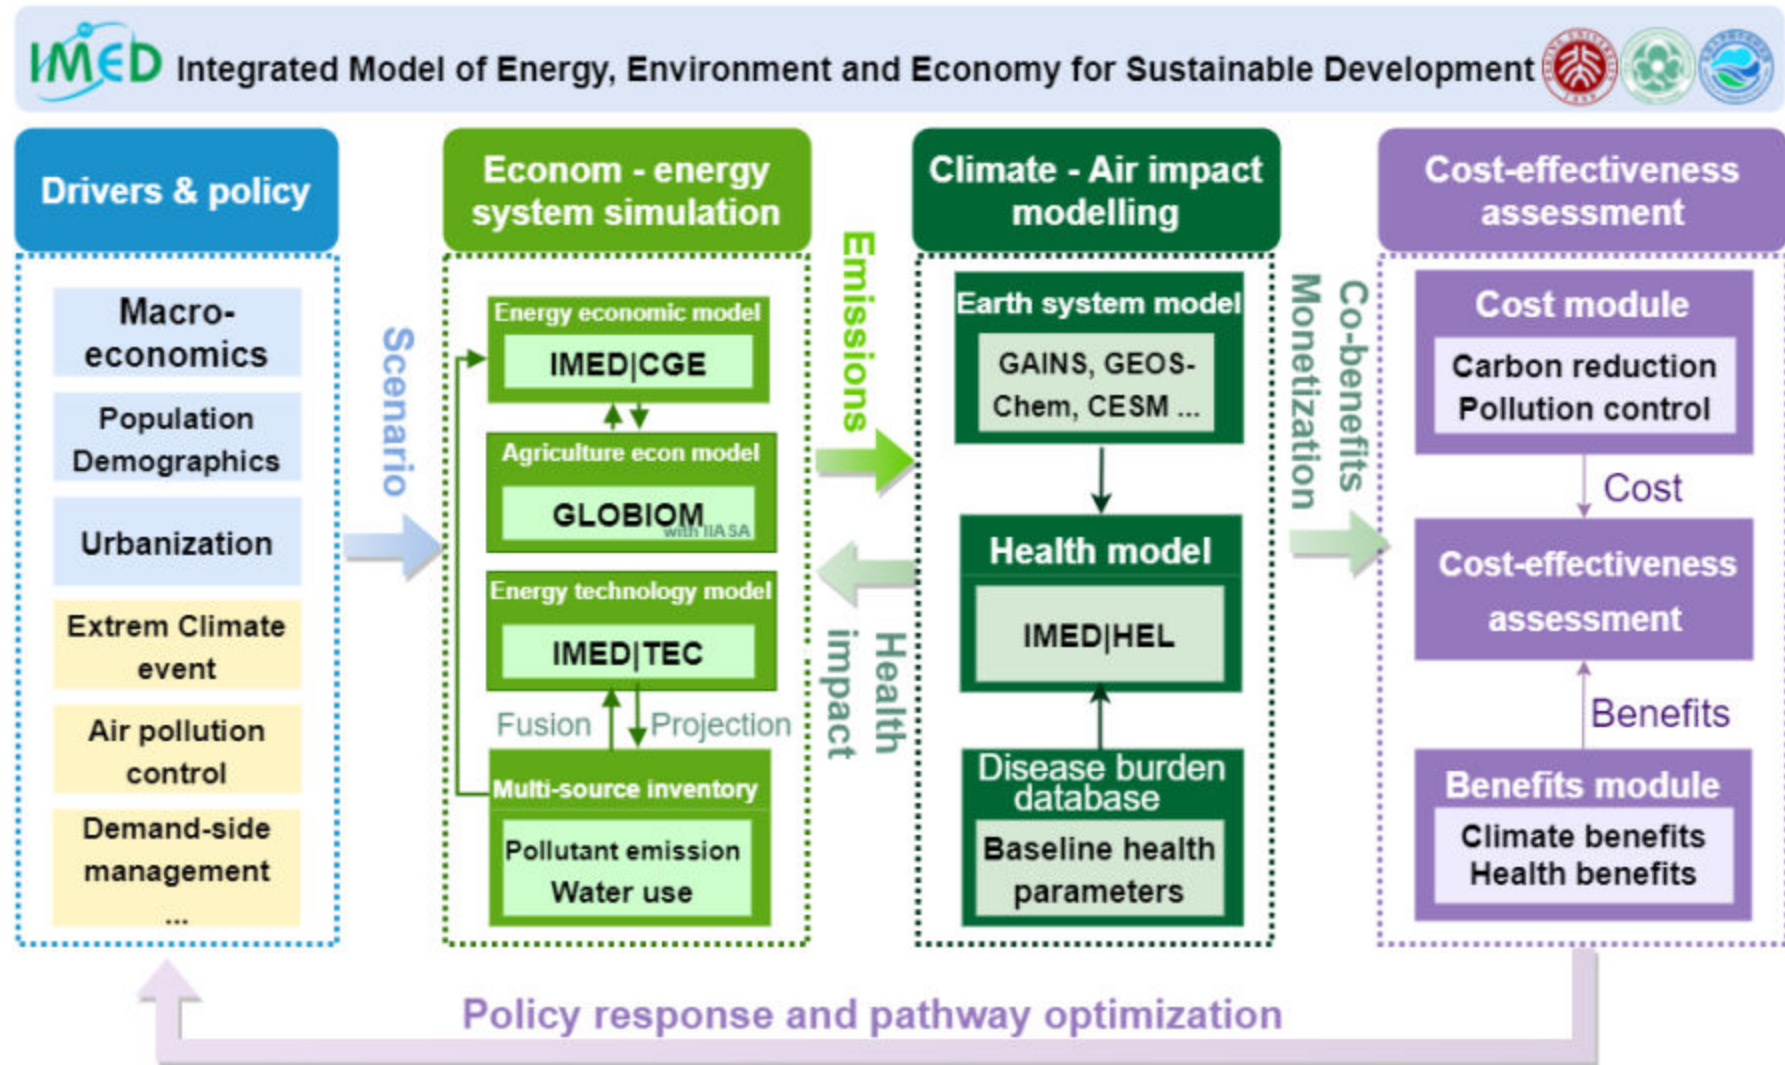 IMED Integrated Model of Energy, Environment and Economy for Sustainable Development
Drivers & policy
Macro-
economics
Population
Demographics
Urbanization
Extrem Climate
event
Air pollution
control
Demand-side
management
...
Scenario
Econom - energy
system simulation
Energy economic model
IMED|CGE
Agriculture econ model
GLOBIOM
with IIASA
Energy technology model
IMED|TEC
Fusion
Projection
Multi-source inventory
Pollutant emission
Water use
Emissions
Health
impact
Climate - Air impact
modelling
Earth system model
GAINS, GEOS-
Chem, CESM ...
Health model
IMED|HEL
Disease burden
database
Baseline health
parameters
Co-benefits
Monetization
Cost-effectiveness
assessment
Cost module
Carbon reduction
Pollution control
Cost
Cost-effectiveness
assessment
Benefits
Benefits module
Climate benefits
Health benefits
Policy response and pathway optimization